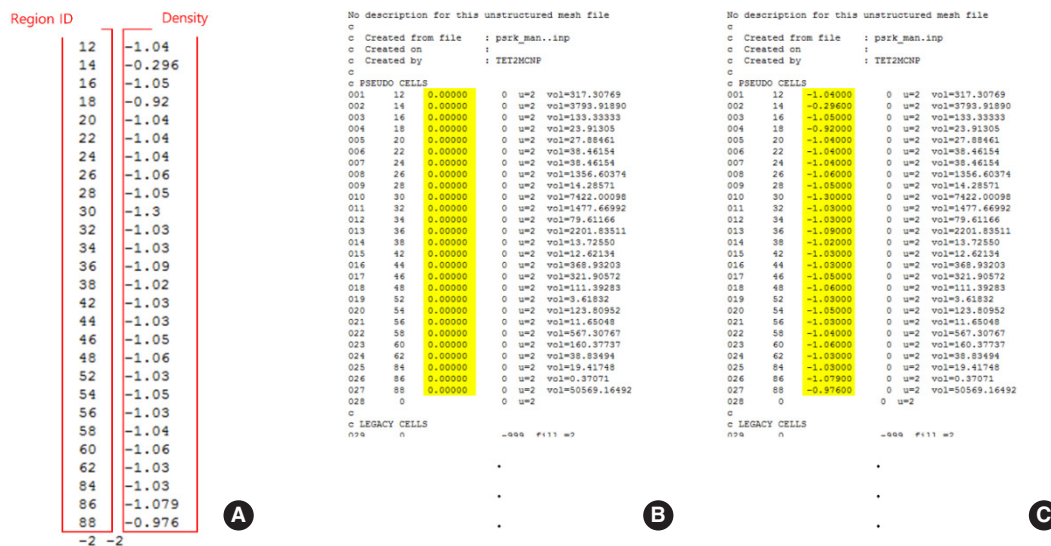 Region ID Density
12 -1.04
14 -0.296
16 -1.05
18 -0.92
20 -1.04
22 -1.04
24 -1.04
26 -1.06
28 -1.05
30 -1.3
32 -1.03
34 -1.03
36 -1.09
38 -1.02
42 -1.03
44 -1.03
46 -1.05
48 -1.06
52 -1.03
54 -1.05
56 -1.03
58 -1.04
60 -1.06
62 -1.03
84 -1.03
86 -1.079
88 -0.976
-2 -2
A
No description for this unstructured mesh file
c
c Created from file : psrk_man..inp
c Created on :
c Created by : TET2MCNP
c
c PSEUDO CELLS
001 12 0.00000 0 u=2 vol=317.30769
002 14 0.00000 0 u=2 vol=3793.91890
003 16 0.00000 0 u=2 vol=133.33333
004 18 0.00000 0 u=2 vol=23.91305
005 20 0.00000 0 u=2 vol=27.88461
006 22 0.00000 0 u=2 vol=38.46154
007 24 0.00000 0 u=2 vol=38.46154
008 26 0.00000 0 u=2 vol=1356.60374
009 28 0.00000 0 u=2 vol=14.28571
010 30 0.00000 0 u=2 vol=7422.00098
011 32 0.00000 0 u=2 vol=1477.66992
012 34 0.00000 0 u=2 vol=79.61166
013 36 0.00000 0 u=2 vol=2201.83511
014 38 0.00000 0 u=2 vol=13.72550
015 42 0.00000 0 u=2 vol=12.62134
016 44 0.00000 0 u=2 vol=368.93203
017 46 0.00000 0 u=2 vol=321.90572
018 48 0.00000 0 u=2 vol=111.39283
019 52 0.00000 0 u=2 vol=3.61832
020 54 0.00000 0 u=2 vol=123.80952
021 56 0.00000 0 u=2 vol=11.65048
022 58 0.00000 0 u=2 vol=567.30767
023 60 0.00000 0 u=2 vol=160.37737
024 62 0.00000 0 u=2 vol=38.83494
025 84 0.00000 0 u=2 vol=19.41748
026 86 0.00000 0 u=2 vol=0.37071
027 88 0.00000 0 u=2 vol=50569.16492
028 0 0 u=2
c
c LEGACY CELLS
029 0 -999 fill =2
.
.
.
B
No description for this unstructured mesh file
c
c Created from file : psrk_man.inp
c Created on :
c Created by : TET2MCNP
c
c PSEUDO CELLS
001 12 -1.04000 0 u=2 vol=317.30769
002 14 -0.29600 0 u=2 vol=3793.91890
003 16 -1.05000 0 u=2 vol=133.33333
004 18 -0.92000 0 u=2 vol=23.91305
005 20 -1.04000 0 u=2 vol=27.88461
006 22 -1.04000 0 u=2 vol=38.46154
007 24 -1.04000 0 u=2 vol=38.46154
008 26 -1.06000 0 u=2 vol=1356.60374
009 28 -1.05000 0 u=2 vol=14.28571
010 30 -1.30000 0 u=2 vol=7422.00098
011 32 -1.03000 0 u=2 vol=1477.66992
012 34 -1.03000 0 u=2 vol=79.61166
013 36 -1.09000 0 u=2 vol=2201.83511
014 38 -1.02000 0 u=2 vol=13.72550
015 42 -1.03000 0 u=2 vol=12.62134
016 44 -1.03000 0 u=2 vol=368.93203
017 46 -1.05000 0 u=2 vol=321.90572
018 48 -1.06000 0 u=2 vol=111.39283
019 52 -1.03000 0 u=2 vol=3.61832
020 54 -1.05000 0 u=2 vol=123.80952
021 56 -1.03000 0 u=2 vol=11.65048
022 58 -1.04000 0 u=2 vol=567.30767
023 60 -1.06000 0 u=2 vol=160.37737
024 62 -1.03000 0 u=2 vol=38.83494
025 84 -1.03000 0 u=2 vol=19.41748
026 86 -1.07900 0 u=2 vol=0.37071
027 88 -0.97600 0 u=2 vol=50569.16492
028 0 0 u=2
c
c LEGACY CELLS
029 0 -999 fill =2
.
.
.
C